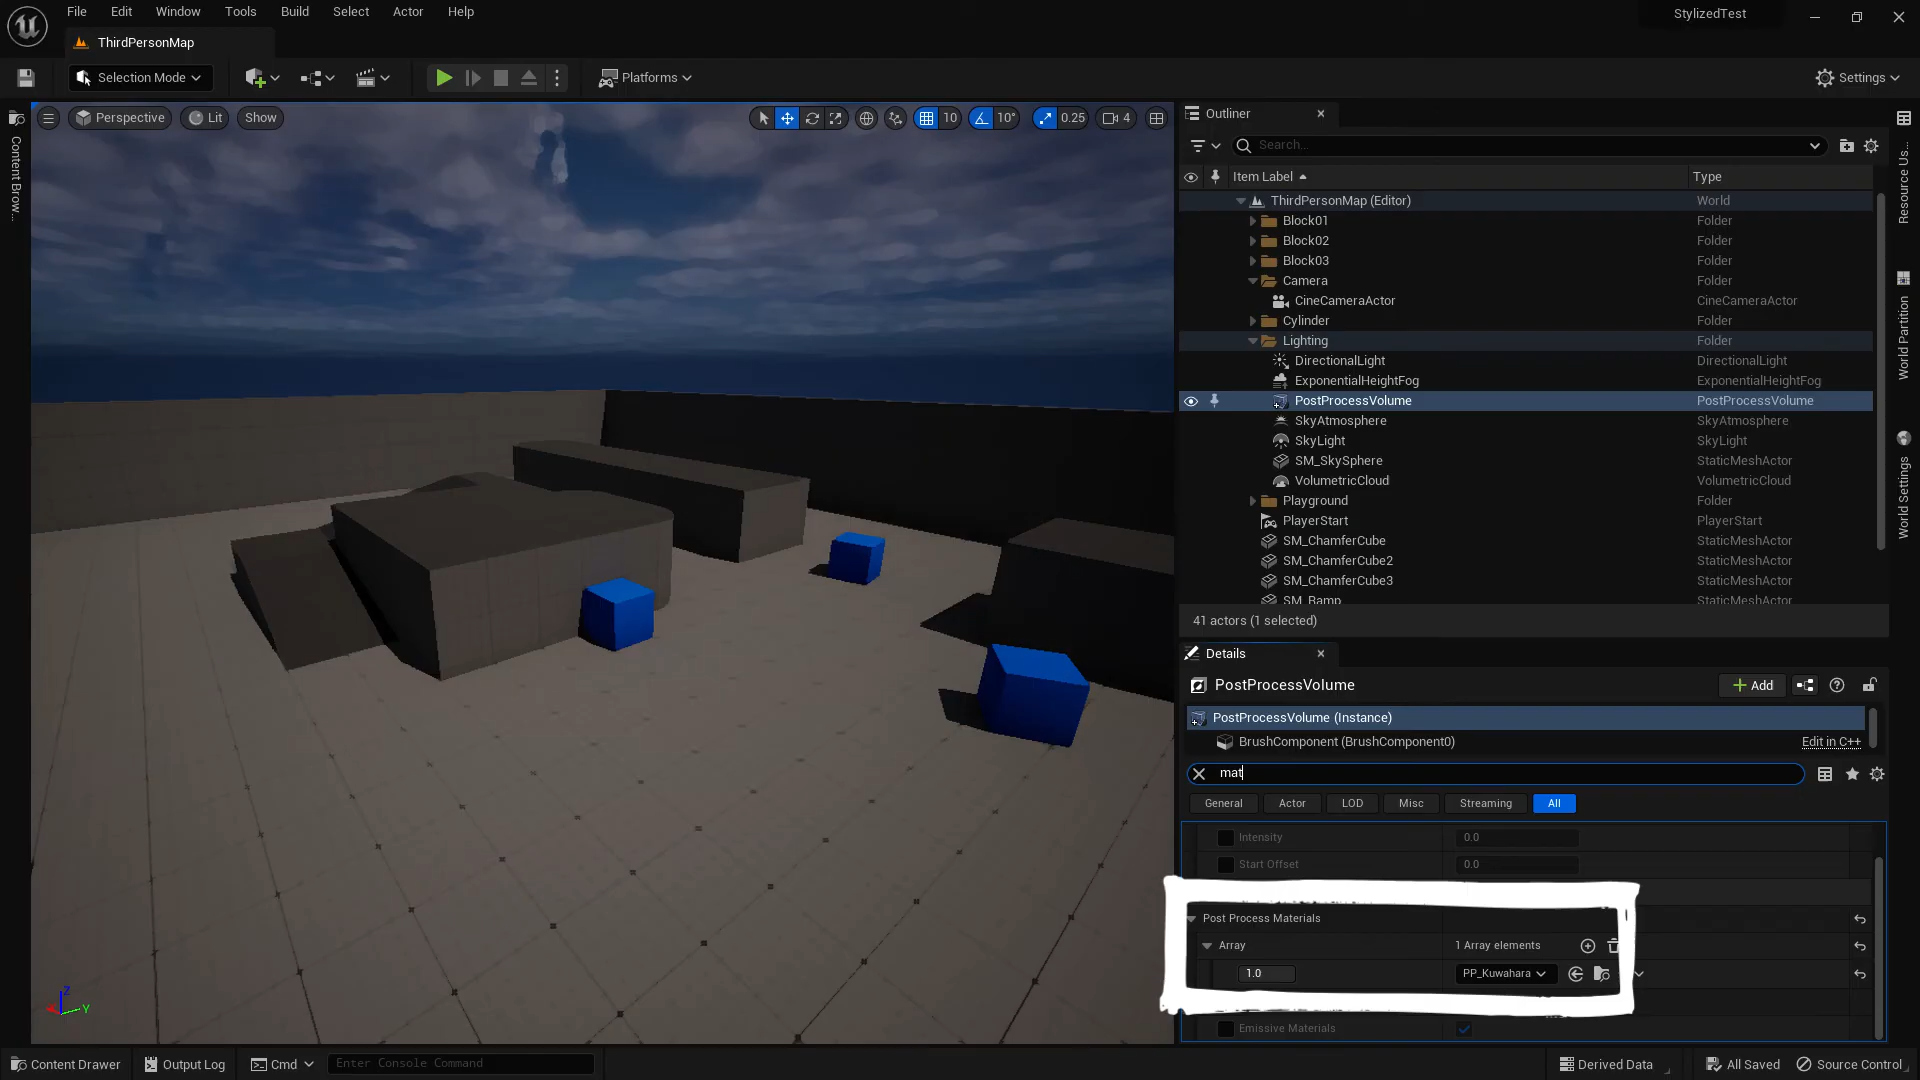 File Edit Window Tools Build Select Actor Help
StylizedTest
ThirdPersonMap
Selection Mode
Platforms
Settings
Perspective Lit Show
10 10° 0.25 4
Content Brow...
Outliner
Search...
Item Label Type
ThirdPersonMap (Editor) World
Block01 Folder
Block02 Folder
Block03 Folder
Camera Folder
CineCameraActor CineCameraActor
Cylinder Folder
Lighting Folder
DirectionalLight DirectionalLight
ExponentialHeightFog ExponentialHeightFog
PostProcessVolume PostProcessVolume
SkyAtmosphere SkyAtmosphere
SkyLight SkyLight
SM_SkySphere StaticMeshActor
VolumetricCloud VolumetricCloud
Playground Folder
PlayerStart PlayerStart
SM_ChamferCube StaticMeshActor
SM_ChamferCube2 StaticMeshActor
SM_ChamferCube3 StaticMeshActor
SM_Ramp StaticMeshActor
41 actors (1 selected)
Resource Us...
World Partition
World Settings
Details
PostProcessVolume
Add
PostProcessVolume (Instance)
BrushComponent (BrushComponent0) Edit in C++
mat
General Actor LOD Misc Streaming All
Intensity 0.0
Start Offset 0.0
Post Process Materials
Array 1 Array elements
1.0 PP_Kuwahara
Emissive Materials
Z
Y
Content Drawer Output Log Cmd Enter Console Command
Derived Data All Saved Source Control